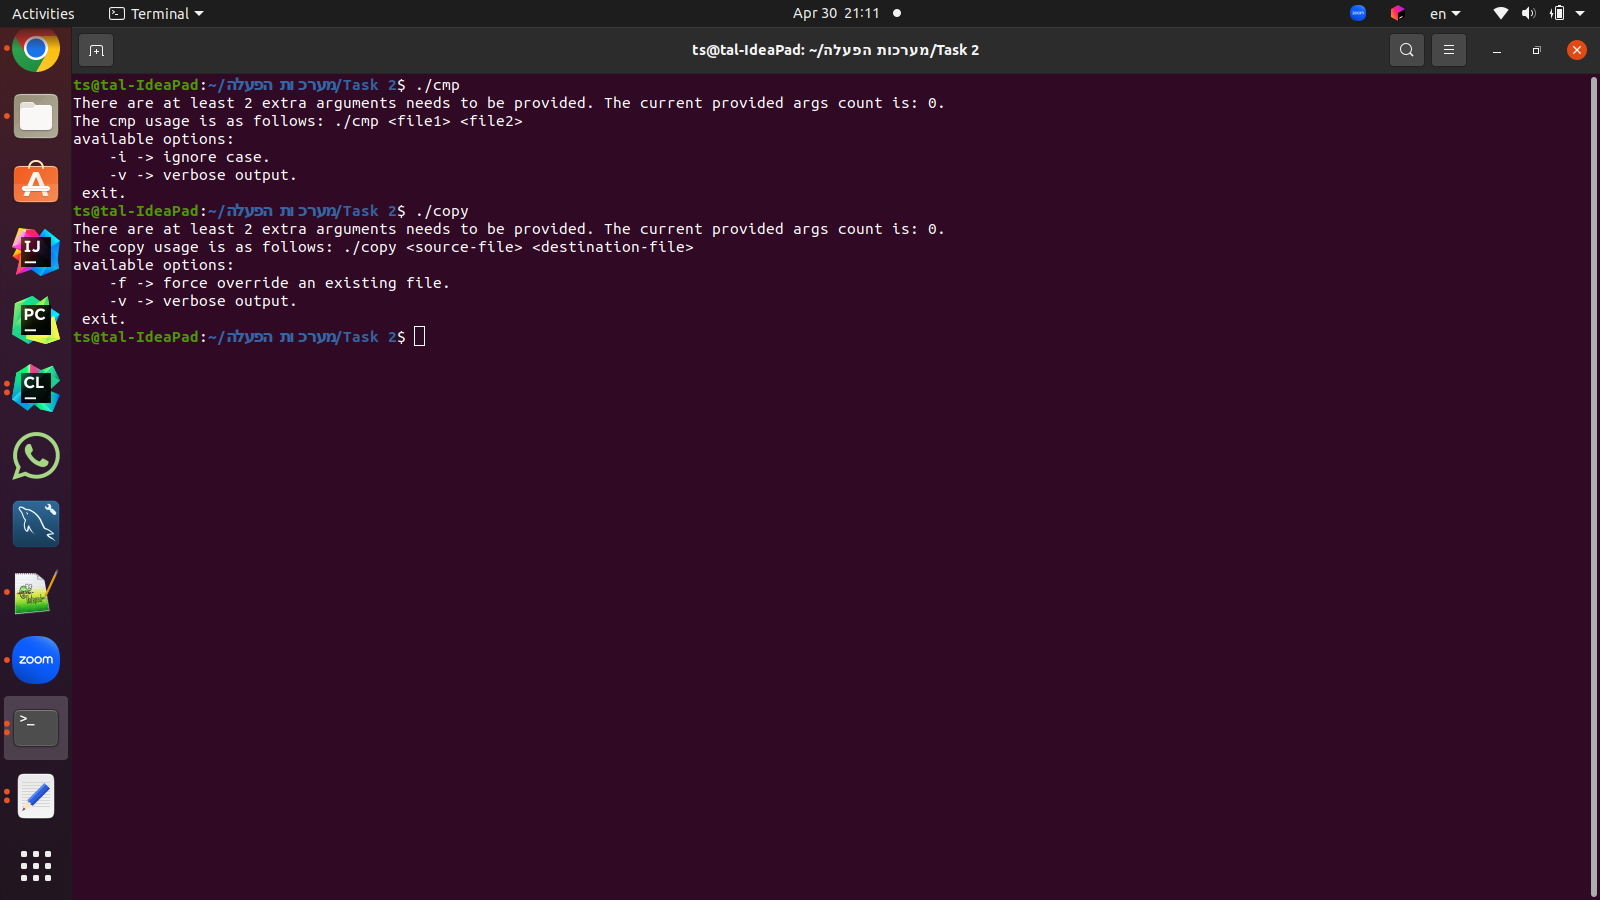 Activities
Terminal
Apr 30 21:11
zoom
en
ts@tal-IdeaPad: ~/מערכות הפעלה/Task 2
ts@tal-IdeaPad:~/מערכות הפעלה/Task 2$ ./cmp
There are at least 2 extra arguments needs to be provided. The current provided args count is: 0.
The cmp usage is as follows: ./cmp <file1> <file2>
available options:
    -i -> ignore case.
    -v -> verbose output.
 exit.
ts@tal-IdeaPad:~/מערכות הפעלה/Task 2$ ./copy
There are at least 2 extra arguments needs to be provided. The current provided args count is: 0.
The copy usage is as follows: ./copy <source-file> <destination-file>
available options:
    -f -> force override an existing file.
    -v -> verbose output.
 exit.
ts@tal-IdeaPad:~/מערכות הפעלה/Task 2$
IJ
PC
CL
zoom
>_